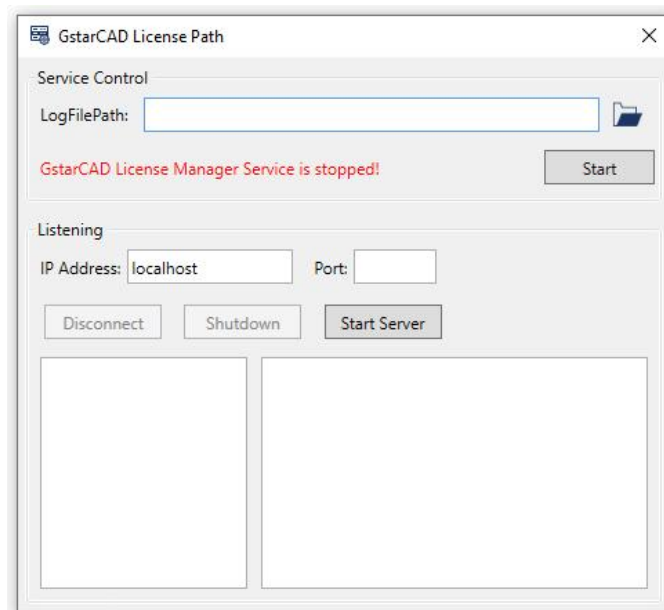 GstarCAD License Path
Service Control
LogFilePath:
GstarCAD License Manager Service is stopped!
Start
Listening
IP Address: localhost
Port:
Disconnect
Shutdown
Start Server